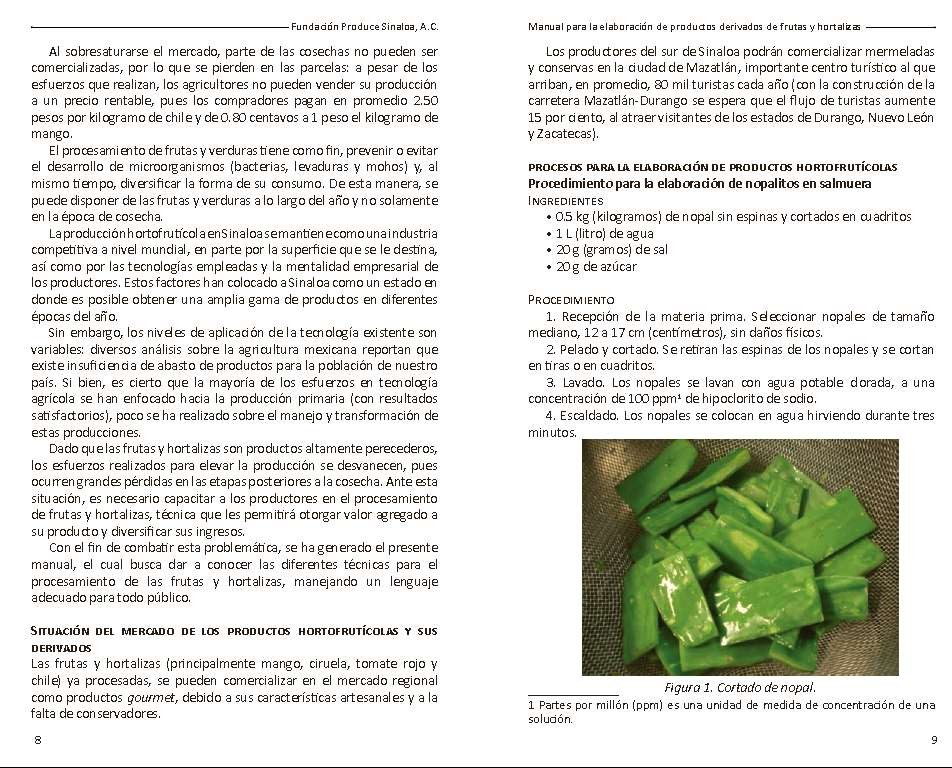 Fundación Produce Sinaloa, A.C.
Al sobresaturarse el mercado, parte de las cosechas no pueden ser
comercializadas, por lo que se pierden en las parcelas: a pesar de los
esfuerzos que realizan, los agricultores no pueden vender su producción
a un precio rentable, pues los compradores pagan en promedio 2.50
pesos por kilogramo de chile y de 0.80 centavos a 1 peso el kilogramo de
mango.
El procesamiento de frutas y verduras tiene como fin, prevenir o evitar
el desarrollo de microorganismos (bacterias, levaduras y mohos) y, al
mismo tiempo, diversificar la forma de su consumo. De esta manera, se
puede disponer de las frutas y verduras a lo largo del año y no solamente
en la época de cosecha.
La producción hortofrutícola en Sinaloa se mantiene como una industria
competitiva a nivel mundial, en parte por la superficie que se le destina,
así como por las tecnologías empleadas y la mentalidad empresarial de
los productores. Estos factores han colocado a Sinaloa como un estado en
donde es posible obtener una amplia gama de productos en diferentes
épocas del año.
Sin embargo, los niveles de aplicación de la tecnología existente son
variables: diversos análisis sobre la agricultura mexicana reportan que
existe insuficiencia de abasto de productos para la población de nuestro
país. Si bien, es cierto que la mayoría de los esfuerzos en tecnología
agrícola se han enfocado hacia la producción primaria (con resultados
satisfactorios), poco se ha realizado sobre el manejo y transformación de
estas producciones.
Dado que las frutas y hortalizas son productos altamente perecederos,
los esfuerzos realizados para elevar la producción se desvanecen, pues
ocurren grandes pérdidas en las etapas posteriores a la cosecha. Ante esta
situación, es necesario capacitar a los productores en el procesamiento
de frutas y hortalizas, técnica que les permitirá otorgar valor agregado a
su producto y diversificar sus ingresos.
Con el fin de combatir esta problemática, se ha generado el presente
manual, el cual busca dar a conocer las diferentes técnicas para el
procesamiento de las frutas y hortalizas, manejando un lenguaje
adecuado para todo público.
SITUACIÓN DEL MERCADO DE LOS PRODUCTOS HORTOFRUTÍCOLAS Y SUS
DERIVADOS
Las frutas y hortalizas (principalmente mango, ciruela, tomate rojo y
chile) ya procesadas, se pueden comercializar en el mercado regional
como productos gourmet, debido a sus características artesanales y a la
falta de conservadores.
8
Manual para la elaboración de productos derivados de frutas y hortalizas
Los productores del sur de Sinaloa podrán comercializar mermeladas
y conservas en la ciudad de Mazatlán, importante centro turístico al que
arriban, en promedio, 80 mil turistas cada año (con la construcción de la
carretera Mazatlán-Durango se espera que el flujo de turistas aumente
15 por ciento, al atraer visitantes de los estados de Durango, Nuevo León
y Zacatecas).
PROCESOS PARA LA ELABORACIÓN DE PRODUCTOS HORTOFRUTÍCOLAS
Procedimiento para la elaboración de nopalitos en salmuera
INGREDIENTES
• 0.5 kg (kilogramos) de nopal sin espinas y cortados en cuadritos
• 1 L (litro) de agua
• 20 g (gramos) de sal
• 20 g de azúcar
PROCEDIMIENTO
1. Recepción de la materia prima. Seleccionar nopales de tamaño
mediano, 12 a 17 cm (centímetros), sin daños físicos.
2. Pelado y cortado. Se retiran las espinas de los nopales y se cortan
en tiras o en cuadritos.
3. Lavado. Los nopales se lavan con agua potable clorada, a una
concentración de 100 ppm¹ de hipoclorito de sodio.
4. Escaldado. Los nopales se colocan en agua hirviendo durante tres
minutos.
Figura 1. Cortado de nopal.
1 Partes por millón (ppm) es una unidad de medida de concentración de una
solución.
9